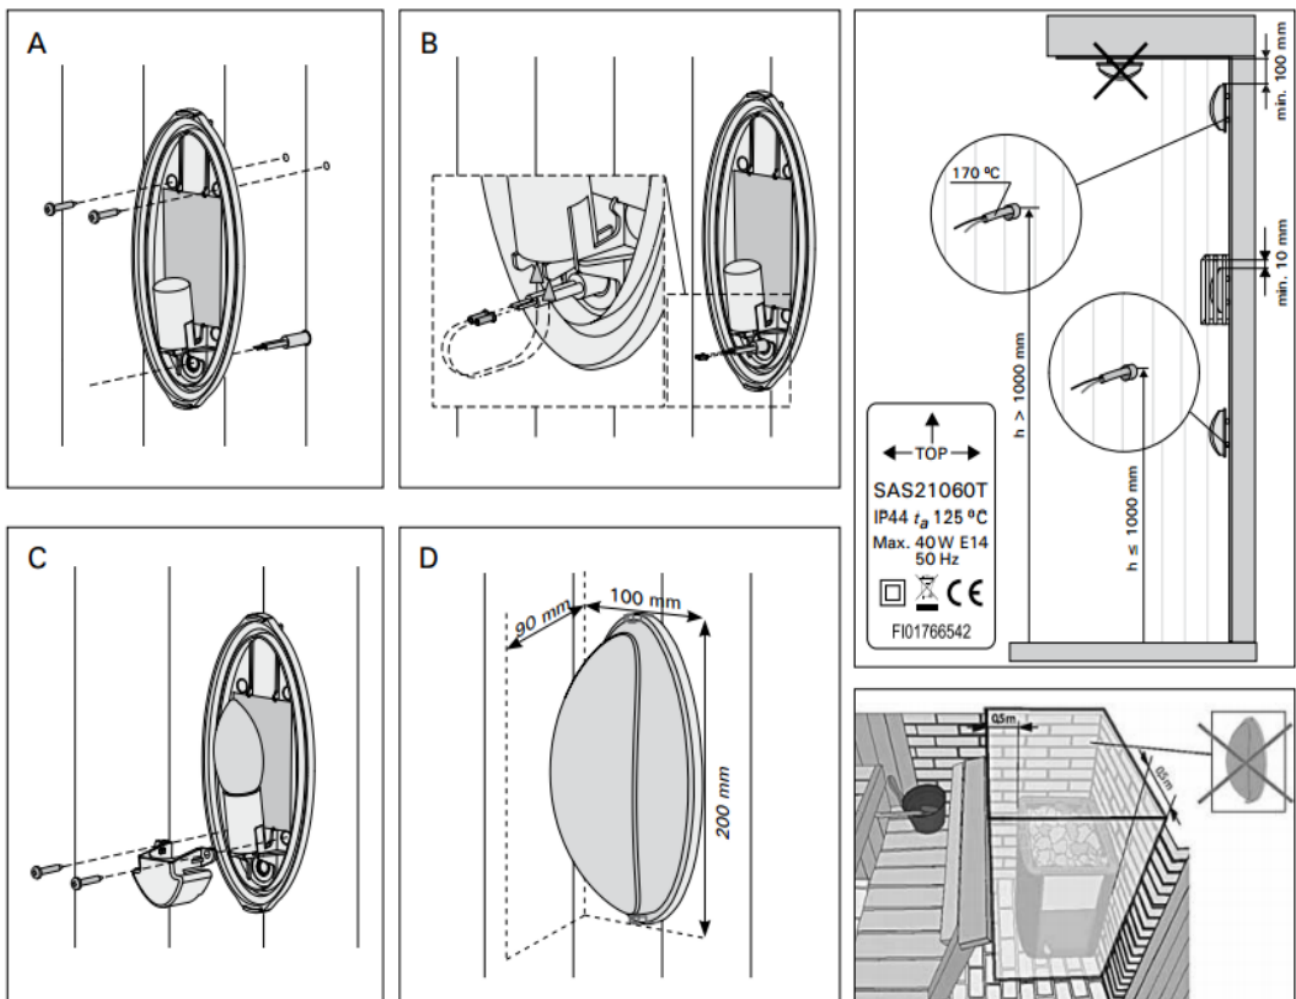 A
B
170 ºC
min. 100 mm
min. 10 mm
h > 1000 mm
h ≤ 1000 mm
TOP
SAS21060T
IP44 ta 125 ºC
Max. 40 W E14
50 Hz
CE
FI01766542
C
D
90 mm
100 mm
200 mm
0,5m
0,5m